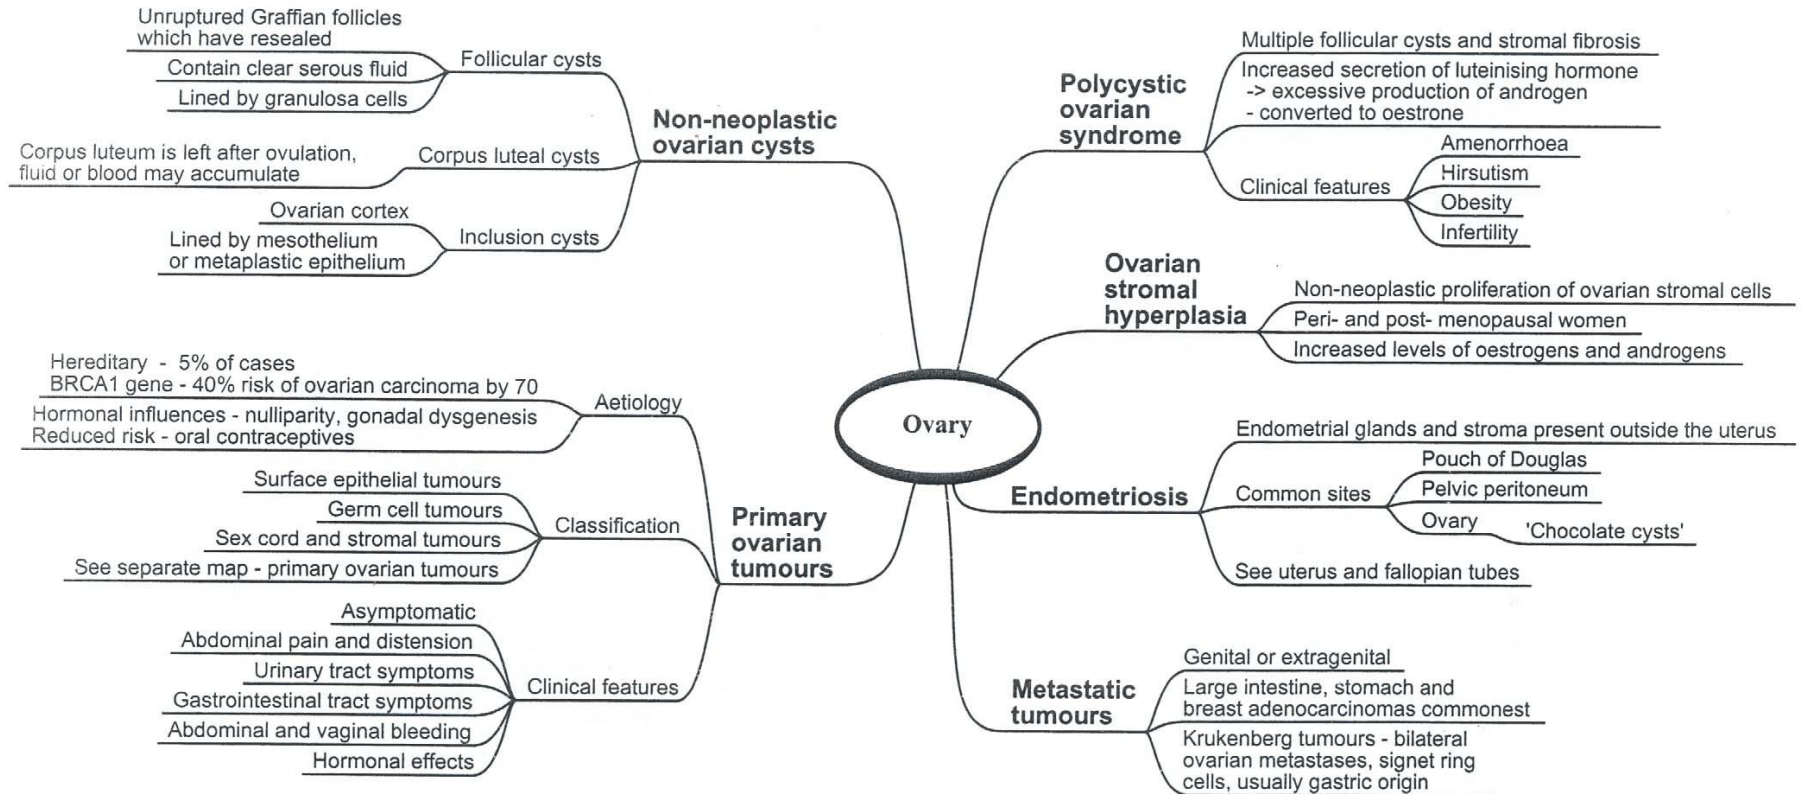 Unruptured Graffian follicles
which have resealed
Contain clear serous fluid
Lined by granulosa cells
Follicular cysts
Corpus luteum is left after ovulation,
fluid or blood may accumulate
Corpus luteal cysts
Ovarian cortex
Lined by mesothelium
or metaplastic epithelium
Inclusion cysts
Non-neoplastic
ovarian cysts
Hereditary - 5% of cases
BRCA1 gene - 40% risk of ovarian carcinoma by 70
Hormonal influences - nulliparity, gonadal dysgenesis
Reduced risk - oral contraceptives
Aetiology
Surface epithelial tumours
Germ cell tumours
Sex cord and stromal tumours
See separate map - primary ovarian tumours
Classification
Asymptomatic
Abdominal pain and distension
Urinary tract symptoms
Gastrointestinal tract symptoms
Abdominal and vaginal bleeding
Hormonal effects
Clinical features
Primary
ovarian
tumours
Ovary
Polycystic
ovarian
syndrome
Multiple follicular cysts and stromal fibrosis
Increased secretion of luteinising hormone
-> excessive production of androgen
- converted to oestrone
Clinical features
Amenorrhoea
Hirsutism
Obesity
Infertility
Ovarian
stromal
hyperplasia
Non-neoplastic proliferation of ovarian stromal cells
Peri- and post- menopausal women
Increased levels of oestrogens and androgens
Endometriosis
Endometrial glands and stroma present outside the uterus
Common sites
Pouch of Douglas
Pelvic peritoneum
Ovary
'Chocolate cysts'
See uterus and fallopian tubes
Metastatic
tumours
Genital or extragenital
Large intestine, stomach and
breast adenocarcinomas commonest
Krukenberg tumours - bilateral
ovarian metastases, signet ring
cells, usually gastric origin